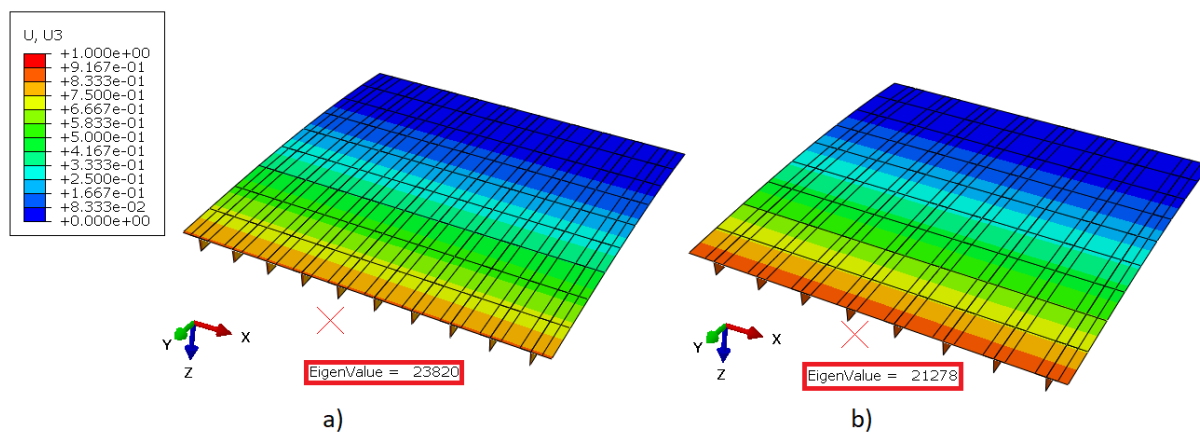 U, U3
+1.000e+00
+9.167e-01
+8.333e-01
+7.500e-01
+6.667e-01
+5.833e-01
+5.000e-01
+4.167e-01
+3.333e-01
+2.500e-01
+1.667e-01
+8.333e-02
+0.000e+00
X
Y
Z
EigenValue = 23820
a)
X
Y
Z
EigenValue = 21278
b)